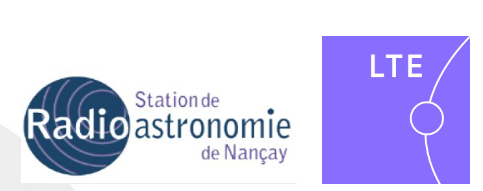 Station de
Radioastronomie
de Nançay
LTE